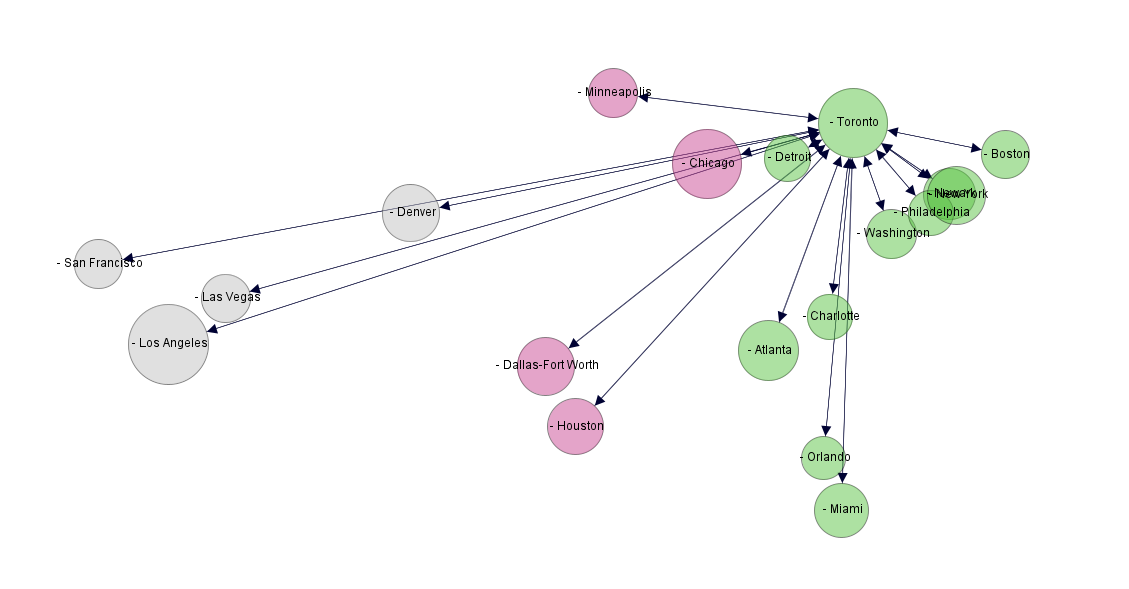 - Minneapolis
- Toronto
- Boston
- Detroit
- Chicago
- Newark
- New York
- Denver
- Philadelphia
- Washington
- San Francisco
- Las Vegas
- Charlotte
- Los Angeles
- Atlanta
- Dallas-Fort Worth
- Houston
- Orlando
- Miami